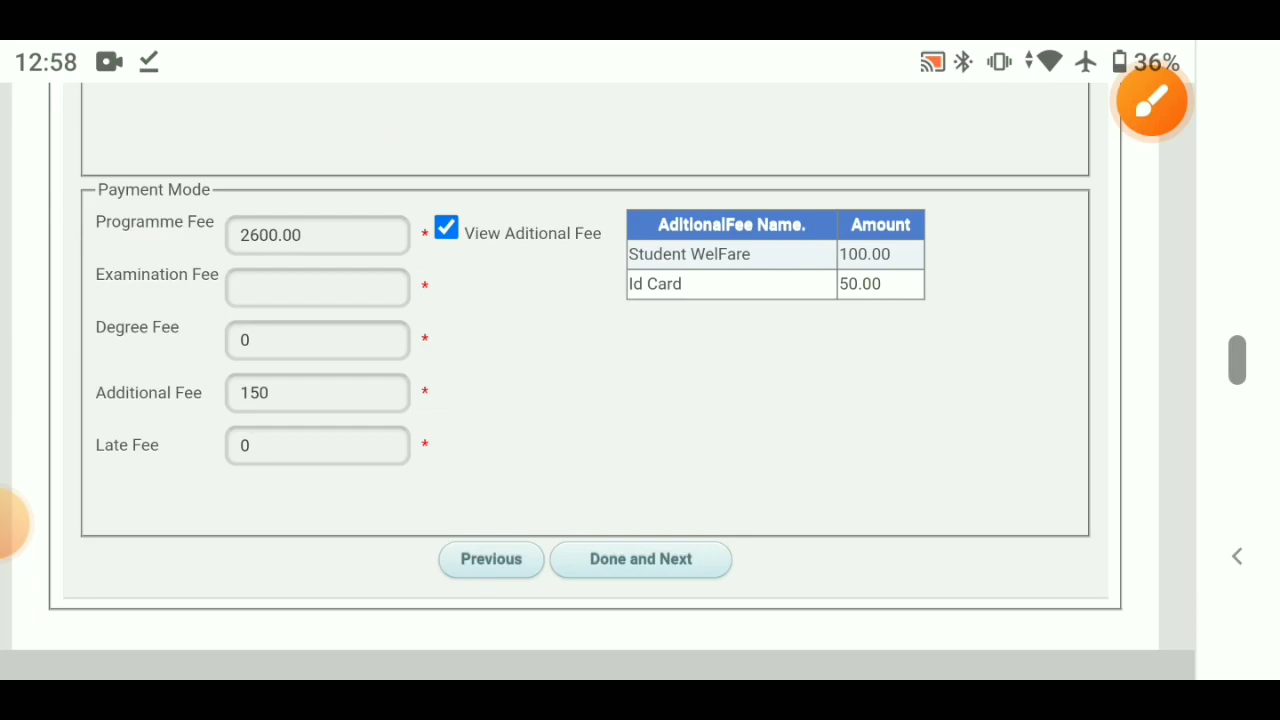 12:58
36%
Payment Mode
Programme Fee 2600.00 * View Aditional Fee
AditionalFee Name. Amount
Student WelFare 100.00
Id Card 50.00
Examination Fee *
Degree Fee 0 *
Additional Fee 150 *
Late Fee 0 *
Previous Done and Next